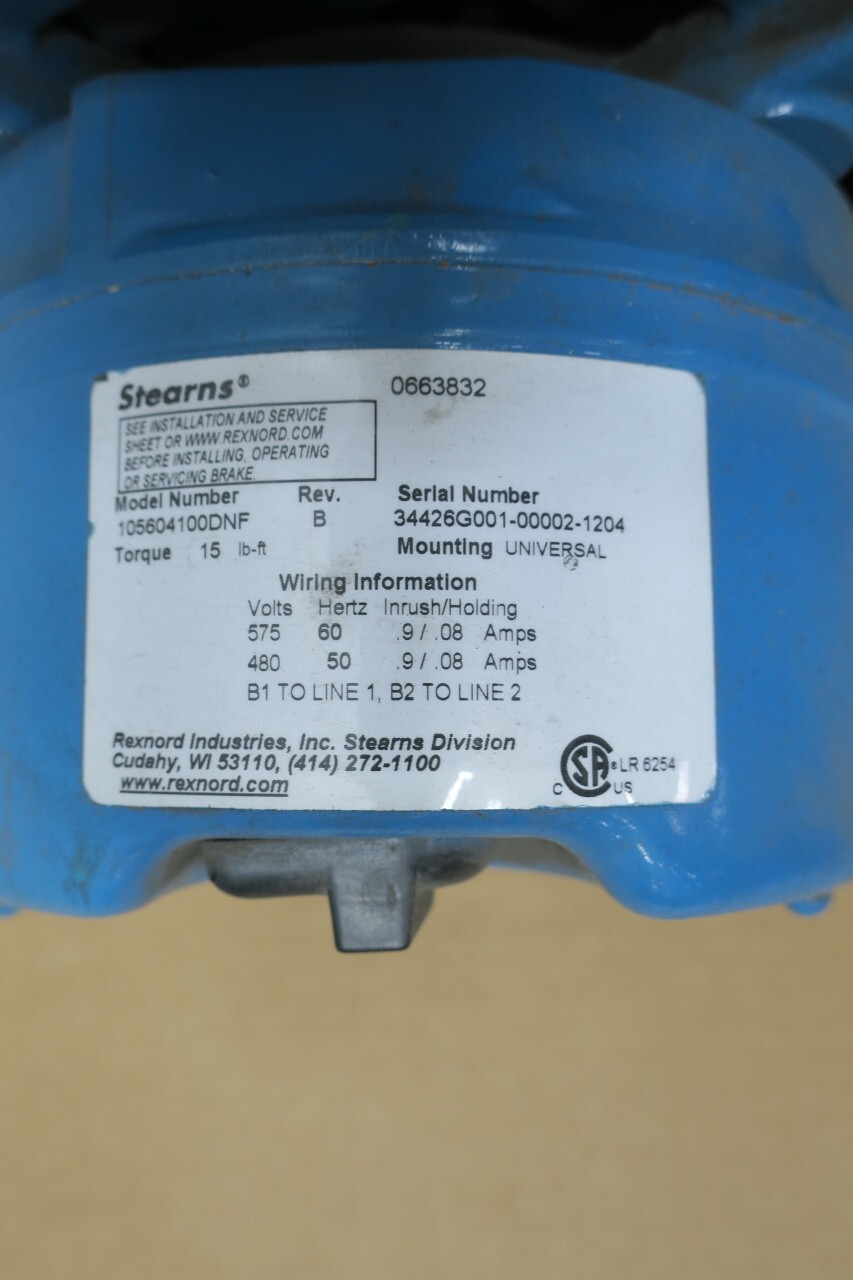 Stearns® 0663832
SEE INSTALLATION AND SERVICE
SHEET OR WWW.REXNORD.COM
BEFORE INSTALLING, OPERATING
OR SERVICING BRAKE.
Model Number Rev. Serial Number
105604100DNF B 34426G001-00002-1204
Torque 15 lb-ft Mounting UNIVERSAL
Wiring Information
Volts Hertz Inrush/Holding
575 60 .9 / .08 Amps
480 50 .9 / .08 Amps
B1 TO LINE 1, B2 TO LINE 2
Rexnord Industries, Inc. Stearns Division
Cudahy, WI 53110, (414) 272-1100
www.rexnord.com
C SA® US LR 6254